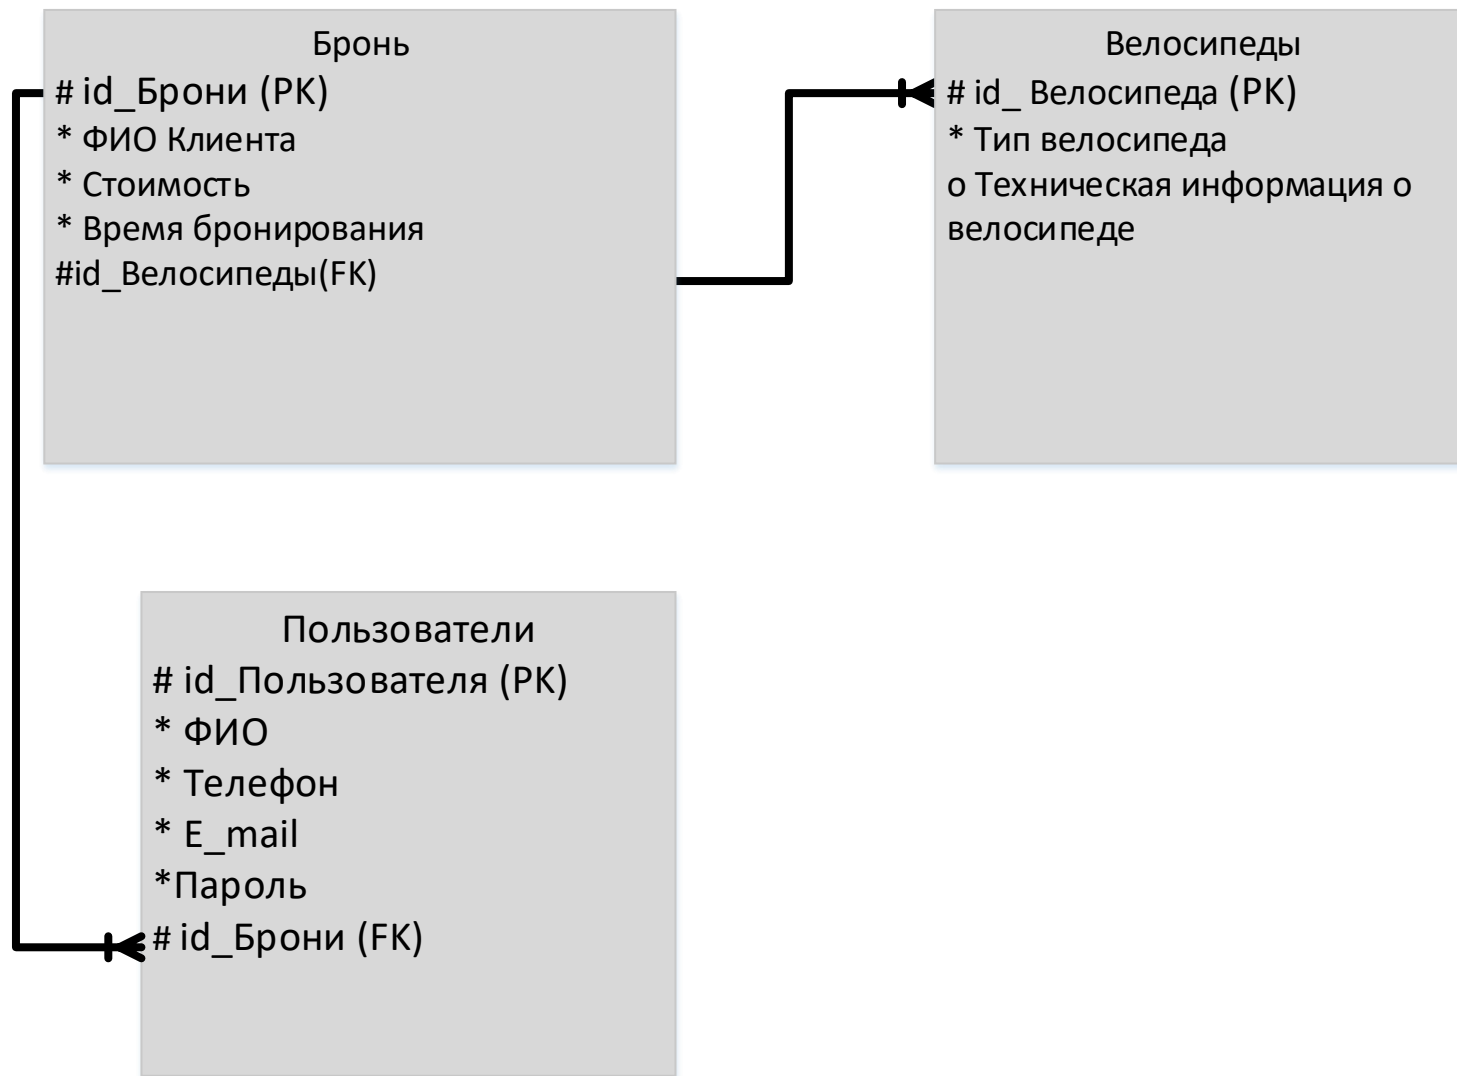 Бронь
# id_Брони (PK)
* ФИО Клиента
* Стоимость
* Время бронирования
#id_Велосипеды(FK)
Велосипеды
# id_ Велосипеда (PK)
* Тип велосипеда
o Техническая информация о
велосипеде
Пользователи
# id_Пользователя (PK)
* ФИО
* Телефон
* E_mail
*Пароль
# id_Брони (FK)